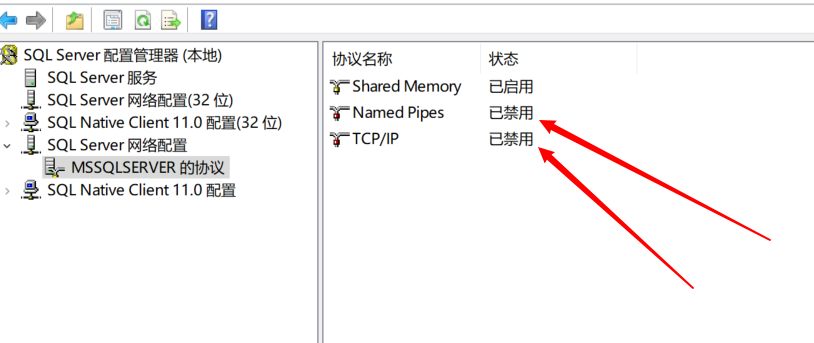 SQL Server 配置管理器 (本地)
SQL Server 服务
SQL Server 网络配置(32 位)
SQL Native Client 11.0 配置(32 位)
SQL Server 网络配置
MSSQLSERVER 的协议
SQL Native Client 11.0 配置
协议名称 状态
Shared Memory 已启用
Named Pipes 已禁用
TCP/IP 已禁用